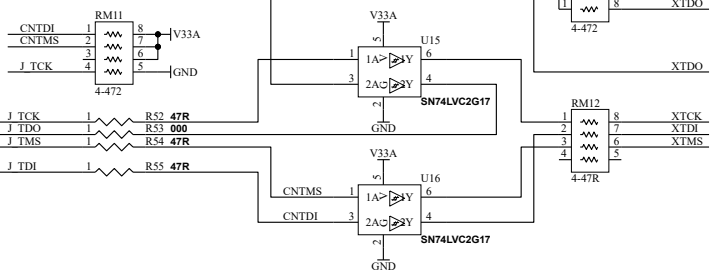 RM11
V33A
1
8
XTDO
4-472
CNTDI
1
8
V33A
CNTMS
2
7
3
6
J_TCK
4
5
GND
4-472
5
U15
1
1A
V
1Y
6
3
2A
G
2Y
4
XTDO
2
SN74LVC2G17
GND
RM12
J_TCK
1
R52
47R
1
8
XTCK
J_TDO
1
R53
000
2
7
XTDI
J_TMS
1
R54
47R
3
6
XTMS
4
5
4-47R
J_TDI
1
R55
47R
V33A
5
U16
CNTMS
1
1A
V
1Y
6
CNTDI
3
2A
G
2Y
4
2
SN74LVC2G17
GND